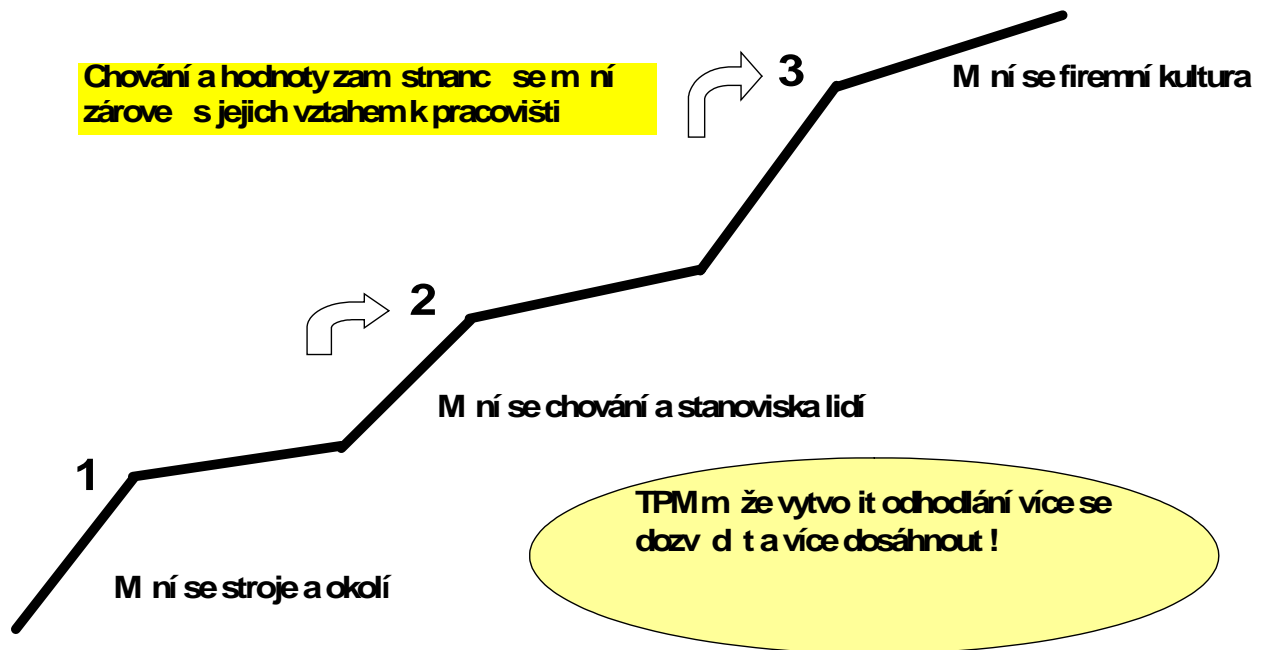 Chování a hodnoty zam stnanc se m ní
zárove s jejich vztahem k pracovišti
3
M ní se firemní kultura
2
M ní se chování a stanoviska lidí
1
TPM m že vytvo it odhodlání více se
dozv d t a více dosáhnout !
M ní se stroje a okolí